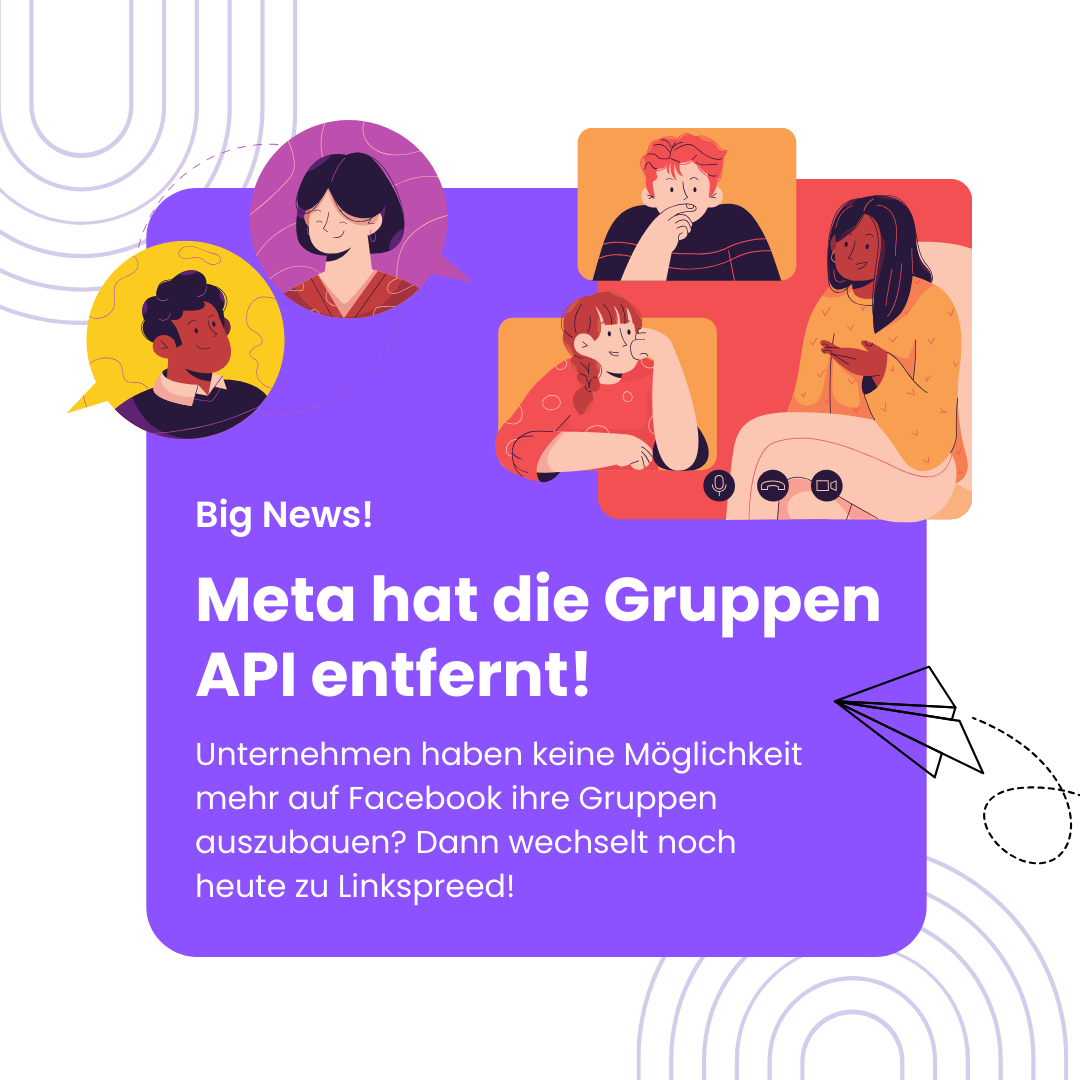 Big News!
Meta hat die Gruppen
API entfernt!
Unternehmen haben keine Möglichkeit
mehr auf Facebook ihre Gruppen
auszubauen? Dann wechselt noch
heute zu Linkspreed!